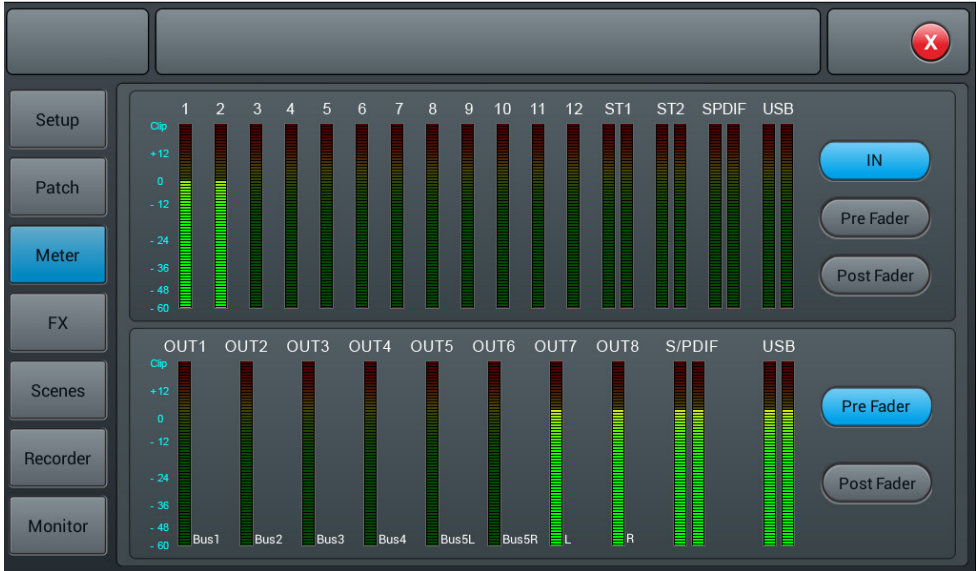 X
Setup
Patch
Meter
FX
Scenes
Recorder
Monitor
1 2 3 4 5 6 7 8 9 10 11 12 ST1 ST2 SPDIF USB
Clip
+12
0
- 12
- 24
- 36
- 48
- 60
IN
Pre Fader
Post Fader
OUT1 OUT2 OUT3 OUT4 OUT5 OUT6 OUT7 OUT8 S/PDIF USB
Clip
+12
0
- 12
- 24
- 36
- 48
- 60
Bus1 Bus2 Bus3 Bus4 Bus5L Bus5R L R
Pre Fader
Post Fader